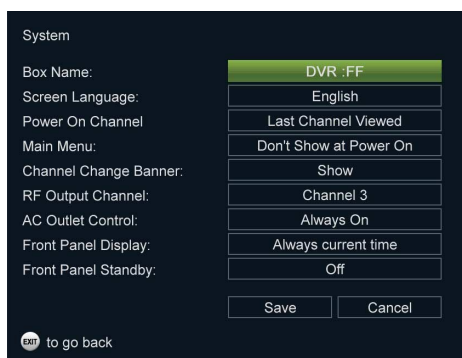 System
Box Name: DVR :FF
Screen Language: English
Power On Channel Last Channel Viewed
Main Menu: Don't Show at Power On
Channel Change Banner: Show
RF Output Channel: Channel 3
AC Outlet Control: Always On
Front Panel Display: Always current time
Front Panel Standby: Off
Save Cancel
EXIT to go back